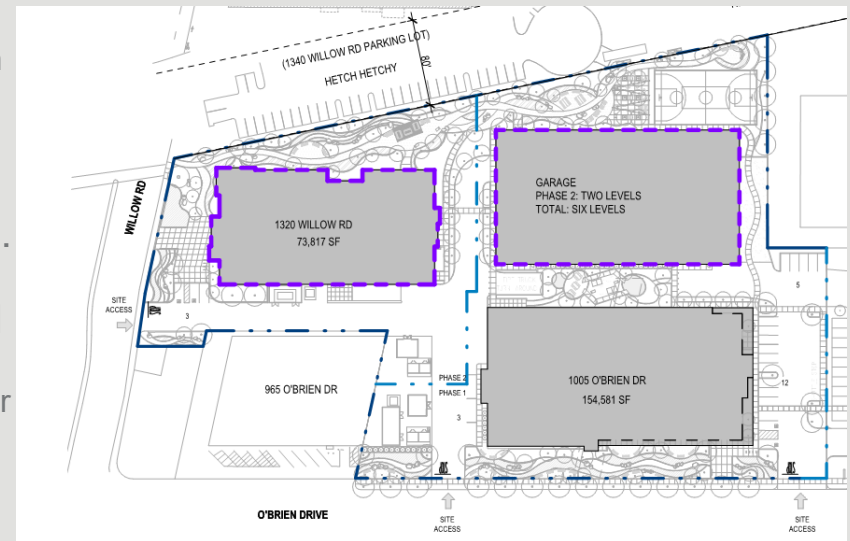 (1340 WILLOW RD PARKING LOT)
HETCH HETCHY
80'
WILLOW RD
1320 WILLOW RD
73,817 SF
GARAGE
PHASE 2: TWO LEVELS
TOTAL: SIX LEVELS
SITE
ACCESS
3
5
965 O'BRIEN DR
PHASE 2
PHASE 1
3
1005 O'BRIEN DR
154,581 SF
12
O'BRIEN DRIVE
SITE
ACCESS
SITE
ACCESS